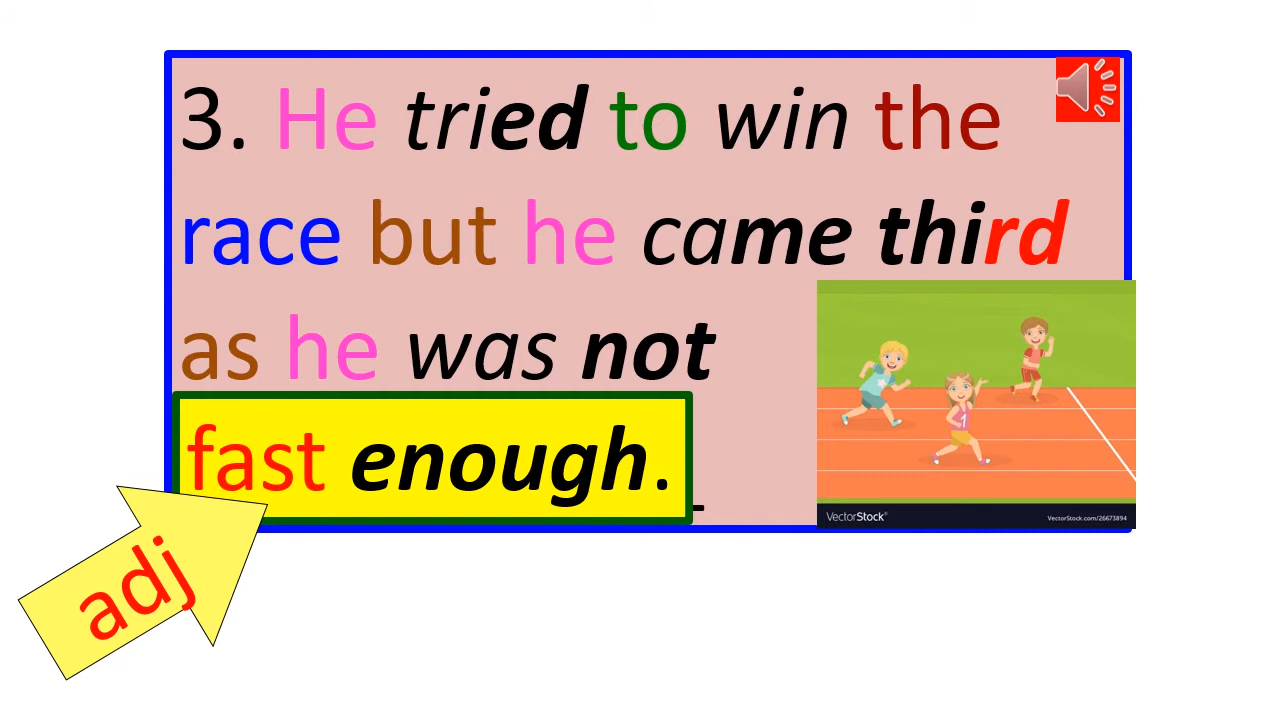 3. He tried to win the
race but he came third
as he was not
fast enough.
adj
1
VectorStock®
VectorStock.com/26673894